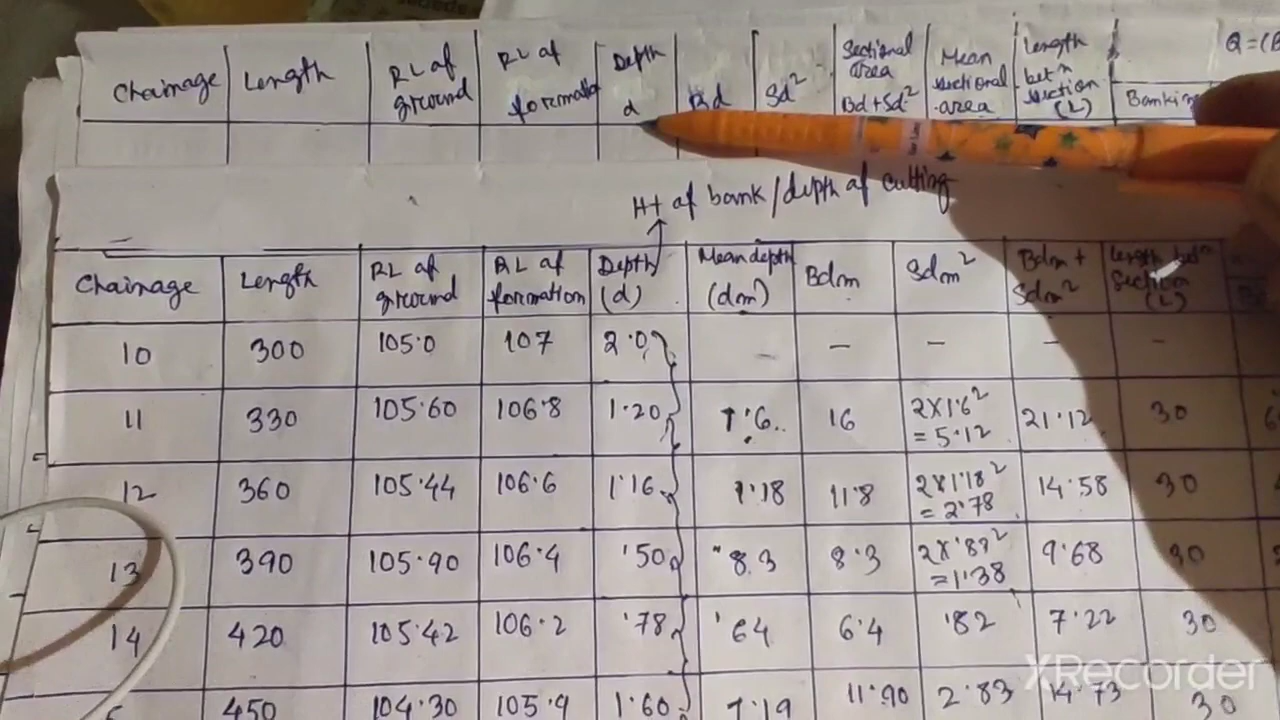 Chainage Length RL of ground RL of formation Depth d Bd Sd² Sectional area Bd+Sd² Mean sectional area Length betⁿ section (L) Q=(B
Banking
Ht of bank/depth of cutting
Chainage Length RL of ground RL of formation Depth (d) Mean depth (dm) Bdm Sdm² Bdm + Sdm² Length betⁿ section (L)
10 300 105.0 107 2.0 – – – – –
11 330 105.60 106.8 1.20 1.6 16 2×1.6² = 5.12 21.12 30
12 360 105.44 106.6 1.16 1.18 11.8 2×1.18² = 2.78 14.58 30
13 390 105.90 106.4 .50 .83 8.3 2×.83² = 1.38 9.68 30
14 420 105.42 106.2 .78 .64 6.4 .82 7.22 30
450 104.30 105.9 1.60 1.19 11.90 2.83 14.73 30
XRecorder